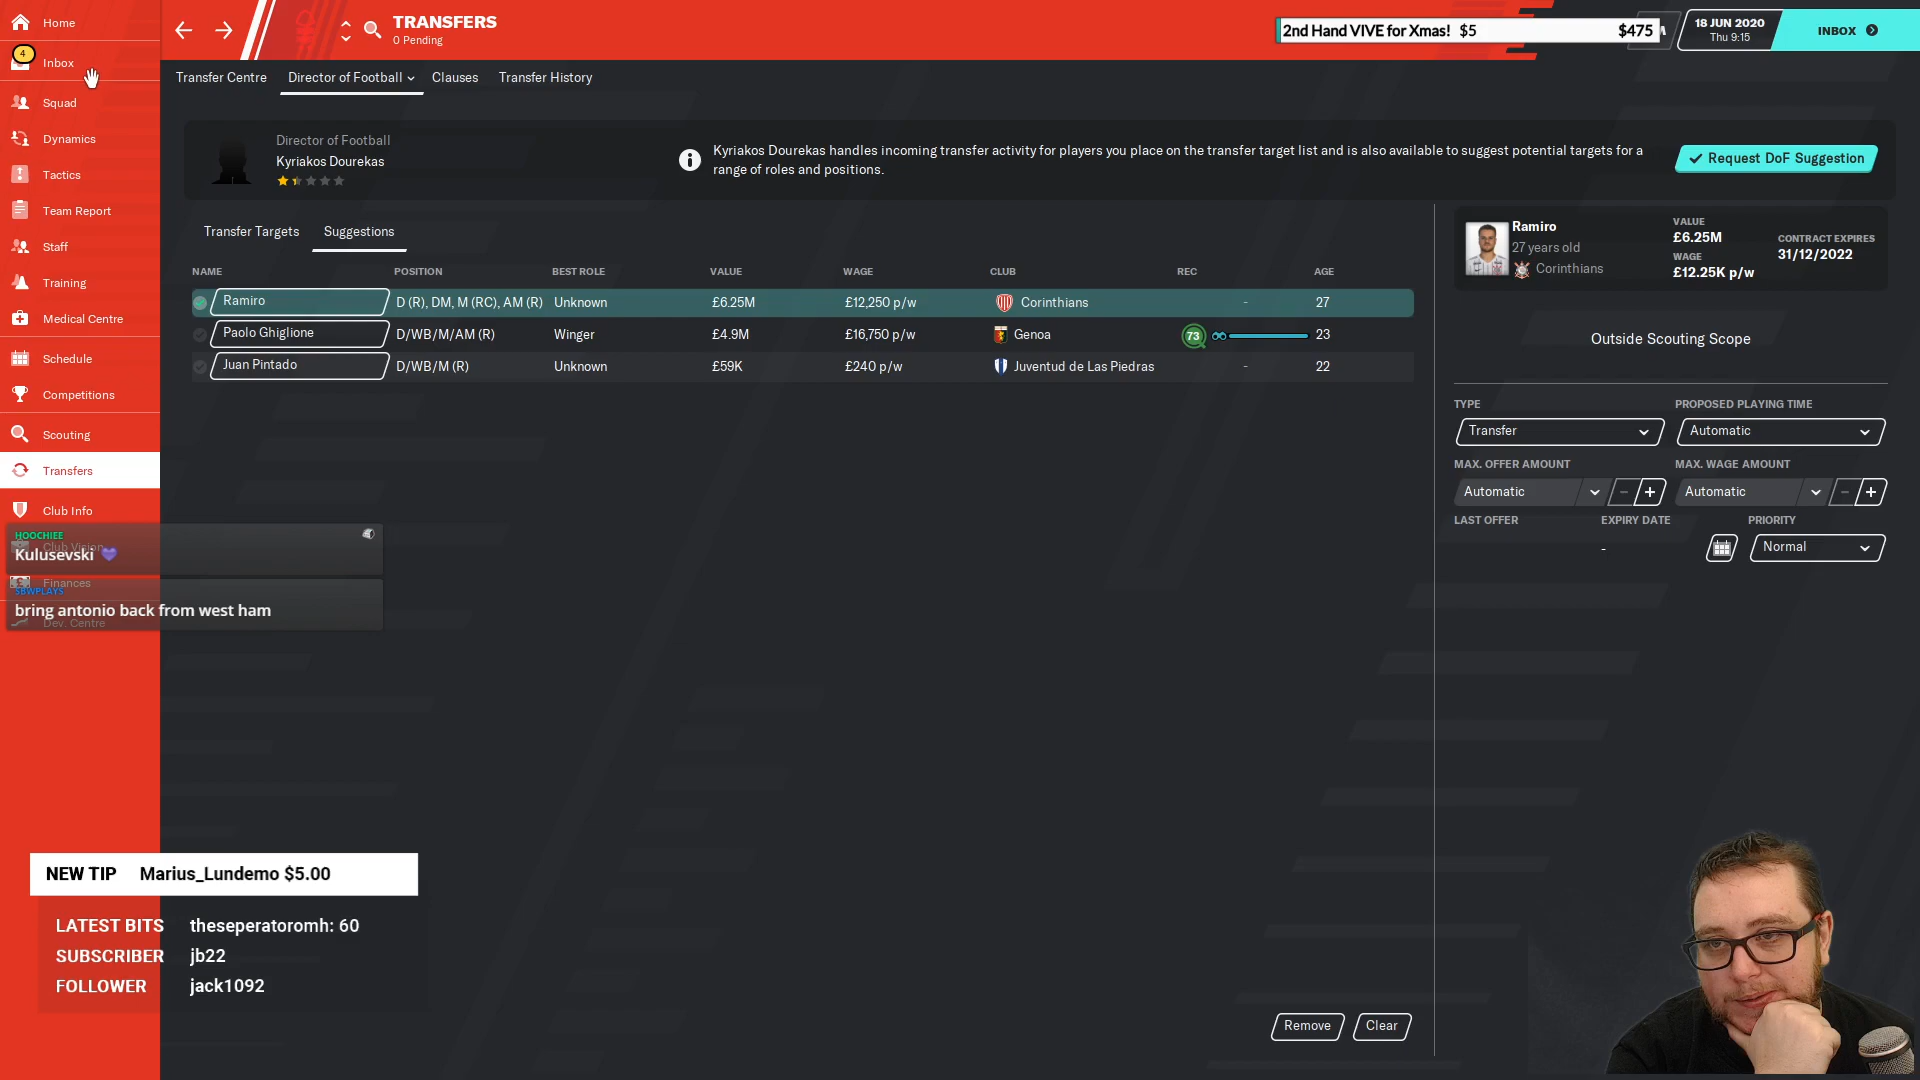 Home
4
Inbox
Squad
Dynamics
Tactics
Team Report
Staff
Training
Medical Centre
Schedule
Competitions
Scouting
Transfers
Club Info
Club Vision
Finances
Dev. Centre
HOOCHIEE
Kulusevski 💜
SBWPLAYS
bring antonio back from west ham
TRANSFERS
0 Pending
2nd Hand VIVE for Xmas! $5 $475
18 JUN 2020
Thu 9:15
INBOX
Transfer Centre Director of Football Clauses Transfer History
Director of Football
Kyriakos Dourekas
Kyriakos Dourekas handles incoming transfer activity for players you place on the transfer target list and is also available to suggest potential targets for a
range of roles and positions.
Request DoF Suggestion
Transfer Targets Suggestions
NAME POSITION BEST ROLE VALUE WAGE CLUB REC AGE
Ramiro D (R), DM, M (RC), AM (R) Unknown £6.25M £12,250 p/w Corinthians - 27
Paolo Ghiglione D/WB/M/AM (R) Winger £4.9M £16,750 p/w Genoa 73 23
Juan Pintado D/WB/M (R) Unknown £59K £240 p/w Juventud de Las Piedras - 22
Ramiro
27 years old
Corinthians
VALUE
£6.25M
WAGE
£12.25K p/w
CONTRACT EXPIRES
31/12/2022
Outside Scouting Scope
TYPE PROPOSED PLAYING TIME
Transfer Automatic
MAX. OFFER AMOUNT MAX. WAGE AMOUNT
Automatic - + Automatic - +
LAST OFFER EXPIRY DATE PRIORITY
- Normal
NEW TIP Marius_Lundemo $5.00
LATEST BITS theseperatoromh: 60
SUBSCRIBER jb22
FOLLOWER jack1092
Remove Clear